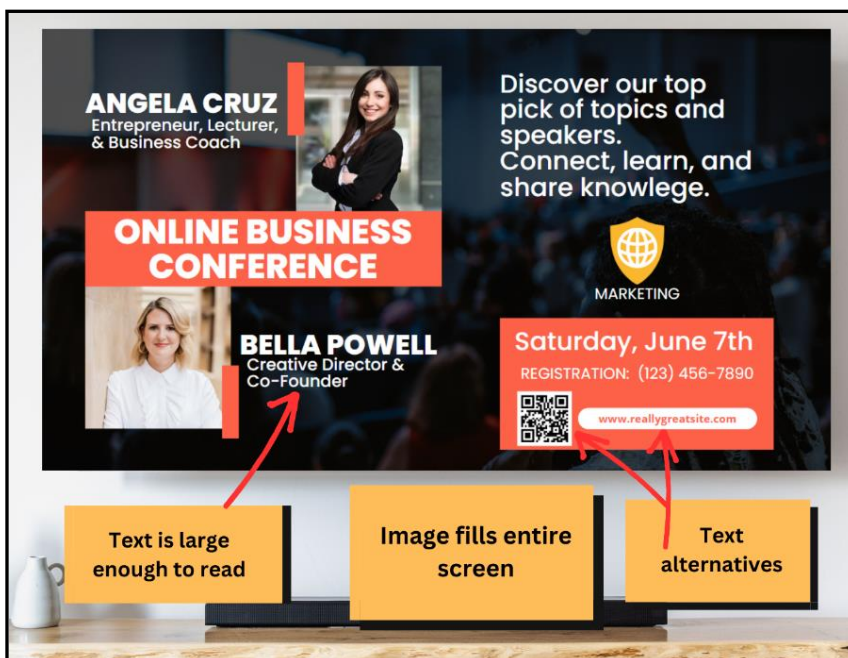 ANGELA CRUZ
Entrepreneur, Lecturer,
& Business Coach
ONLINE BUSINESS
CONFERENCE
BELLA POWELL
Creative Director &
Co-Founder
Discover our top
pick of topics and
speakers.
Connect, learn, and
share knowlege.
MARKETING
Saturday, June 7th
REGISTRATION: (123) 456-7890
www.reallygreatsite.com
Text is large
enough to read
Image fills entire
screen
Text
alternatives